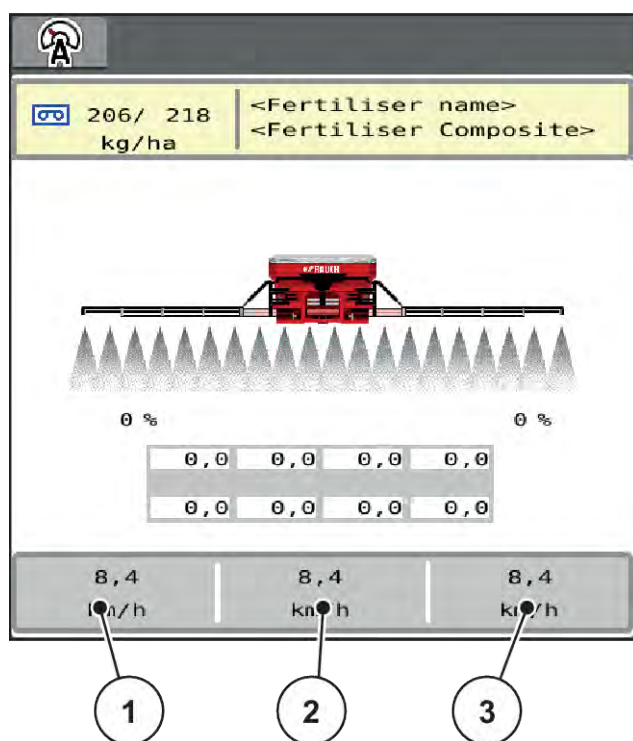 A
206/ 218
kg/ha
<Fertiliser name>
<Fertiliser Composite>
RAUCH
0 %
0 %
0,0 0,0 0,0 0,0
0,0 0,0 0,0 0,0
8,4 8,4 8,4
km/h km/h km/h
1 2 3